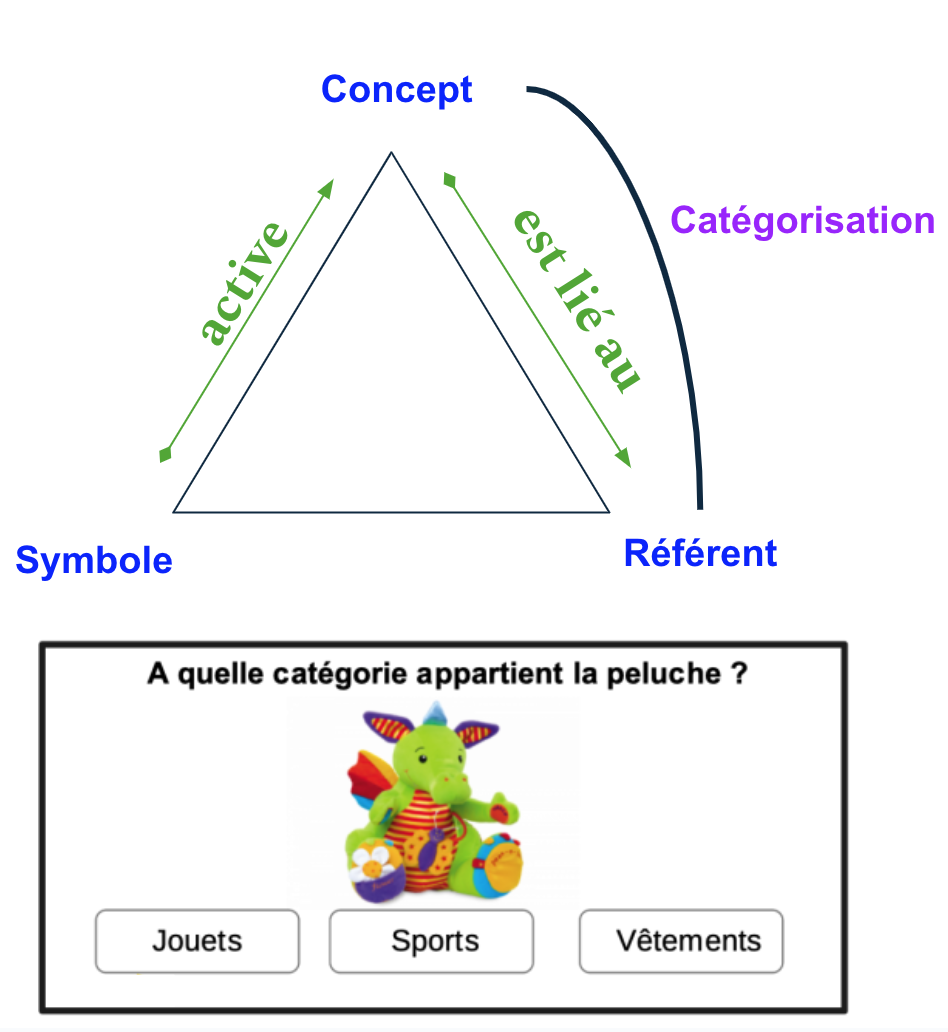 Concept
Catégorisation
active
est lié au
Symbole
Référent
A quelle catégorie appartient la peluche ?
Jouets
Sports
Vêtements